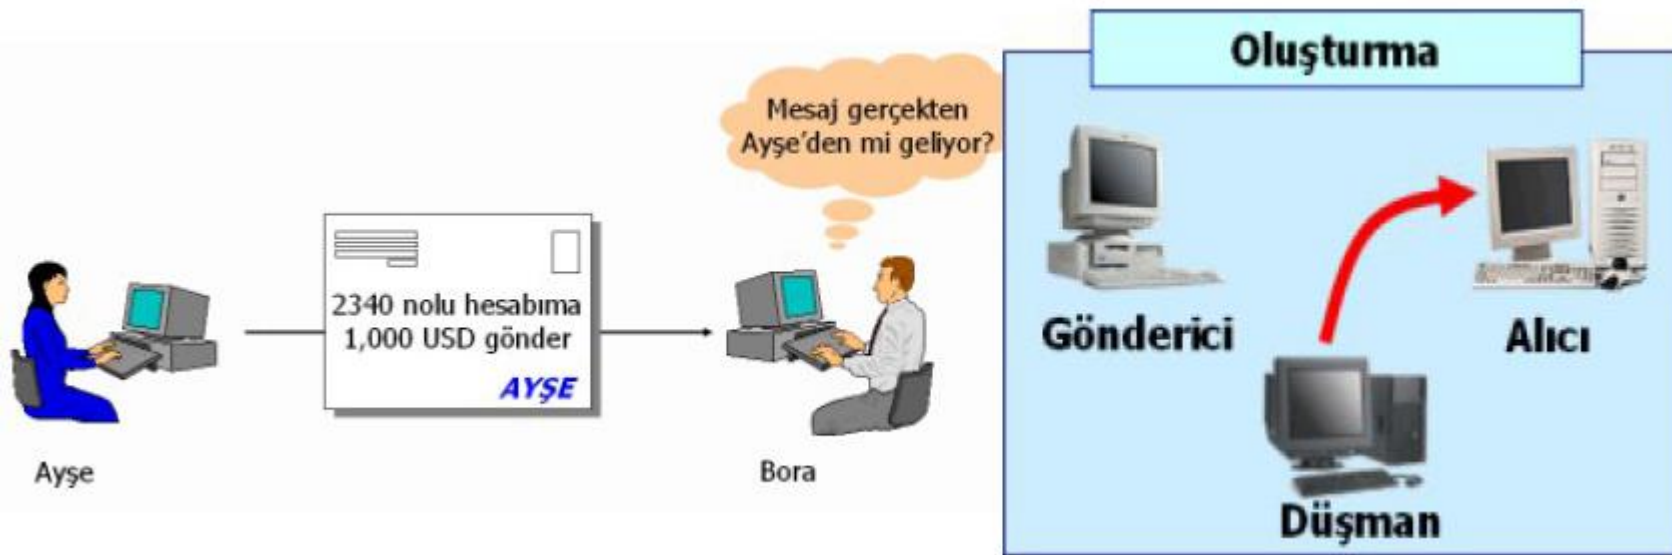 Mesaj gerçekten
Ayşe'den mi geliyor?
2340 nolu hesabıma
1,000 USD gönder
AYŞE
Ayşe
Bora
Oluşturma
Gönderici
Alıcı
Düşman